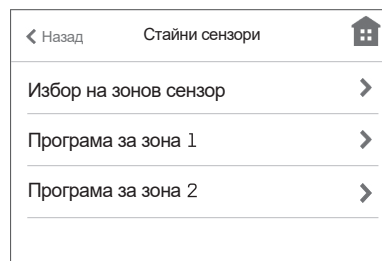 Назад
Стайни сензори
Избор на зонов сензор
Програма за зона 1
Програма за зона 2